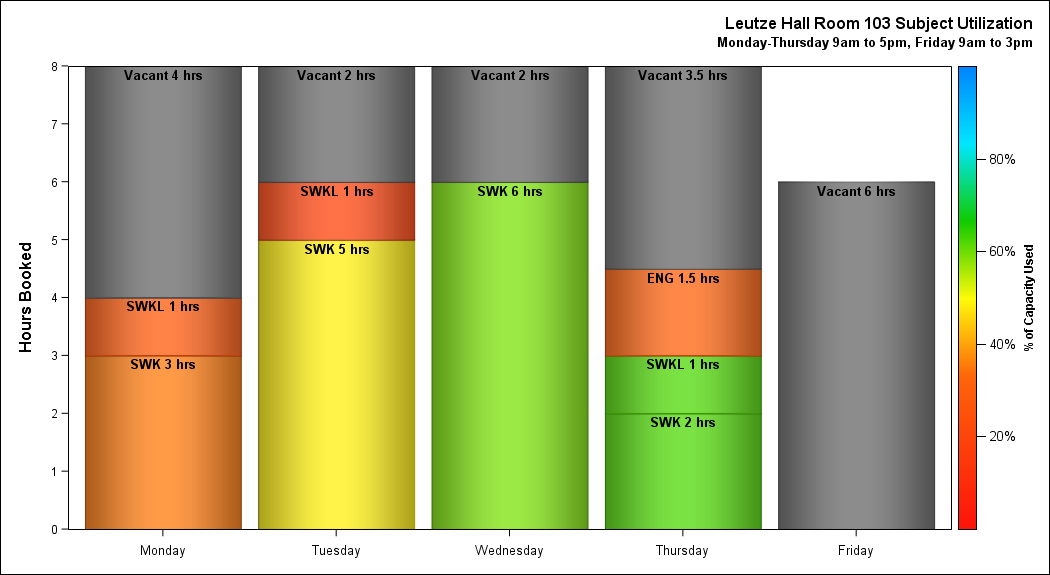 Leutze Hall Room 103 Subject Utilization
Monday-Thursday 9am to 5pm, Friday 9am to 3pm
Hours Booked
8
7
6
5
4
3
2
1
0
Vacant 4 hrs
SWKL 1 hrs
SWK 3 hrs
Vacant 2 hrs
SWKL 1 hrs
SWK 5 hrs
Vacant 2 hrs
SWK 6 hrs
Vacant 3.5 hrs
ENG 1.5 hrs
SWKL 1 hrs
SWK 2 hrs
Vacant 6 hrs
Monday
Tuesday
Wednesday
Thursday
Friday
80%
60%
40%
20%
% of Capacity Used